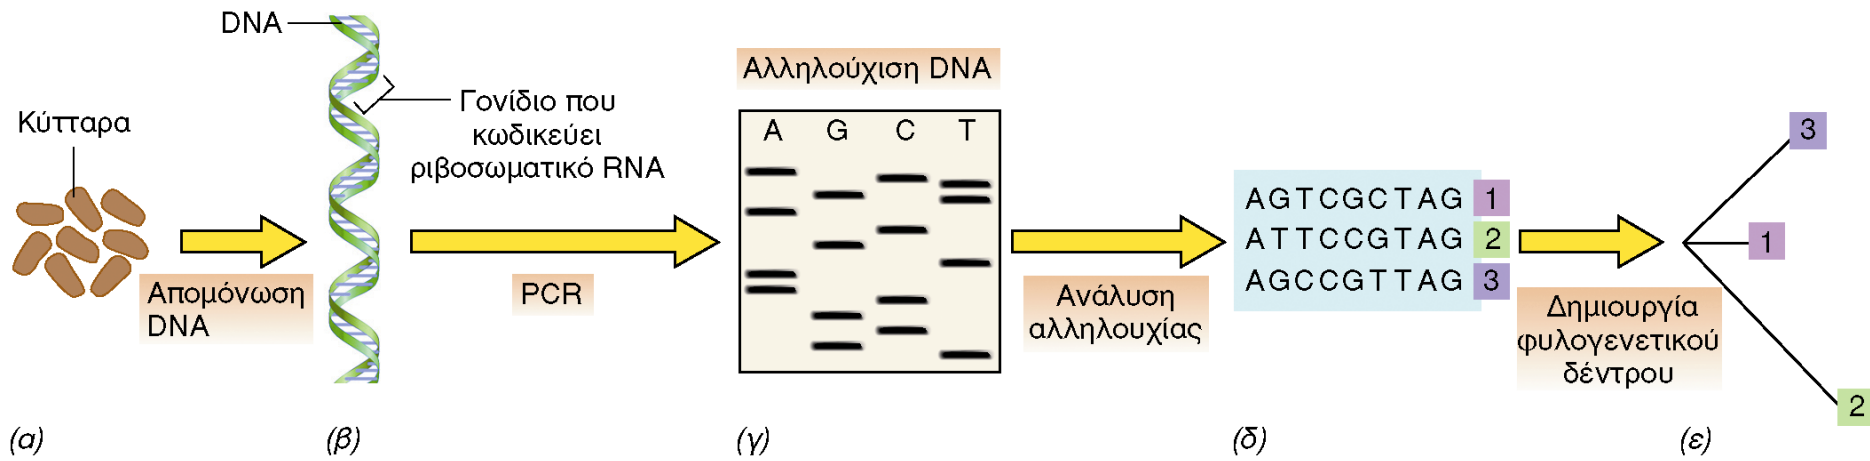 DNA
Κύτταρα
Απομόνωση
DNA
Γονίδιο που
κωδικεύει
ριβοσωματικό RNA
PCR
Αλληλούχιση DNA
A G C T
Ανάλυση
αλληλουχίας
AGTCGCTAG 1
ATTCCGTAG 2
AGCCGTTAG 3
Δημιουργία
φυλογενετικού
δέντρου
3
1
2
(α) (β) (γ) (δ) (ε)